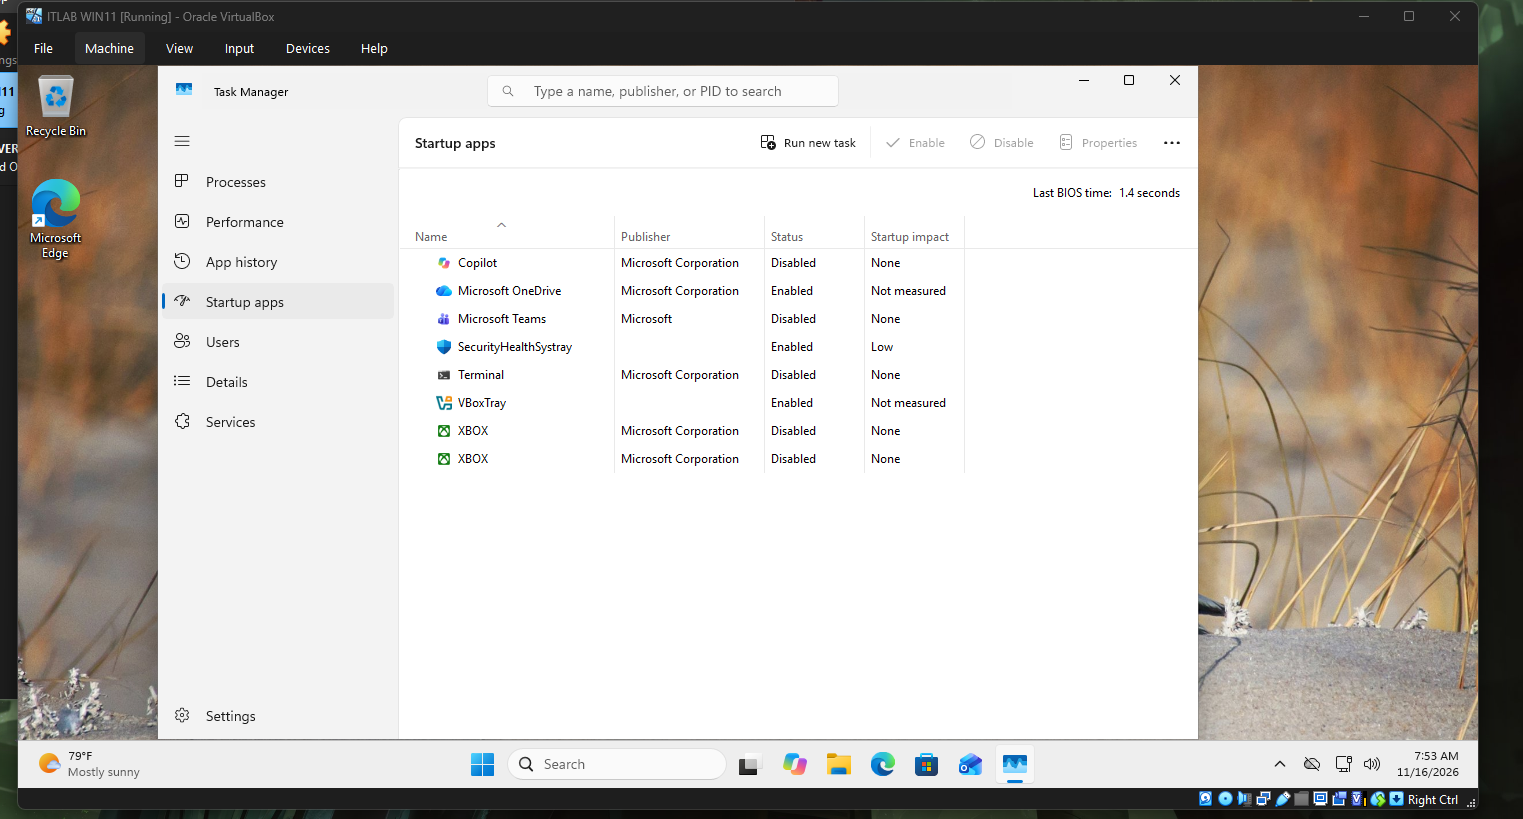 ITLAB WIN11 [Running] - Oracle VirtualBox
File Machine View Input Devices Help
Recycle Bin
Microsoft
Edge
Task Manager
Type a name, publisher, or PID to search
Processes
Performance
App history
Startup apps
Users
Details
Services
Settings
Startup apps
Run new task Enable Disable Properties
Last BIOS time: 1.4 seconds
Name Publisher Status Startup impact
Copilot Microsoft Corporation Disabled None
Microsoft OneDrive Microsoft Corporation Enabled Not measured
Microsoft Teams Microsoft Disabled None
SecurityHealthSystray Enabled Low
Terminal Microsoft Corporation Disabled None
VBoxTray Enabled Not measured
XBOX Microsoft Corporation Disabled None
XBOX Microsoft Corporation Disabled None
79°F
Mostly sunny
Search
7:53 AM
11/16/2026
Right Ctrl